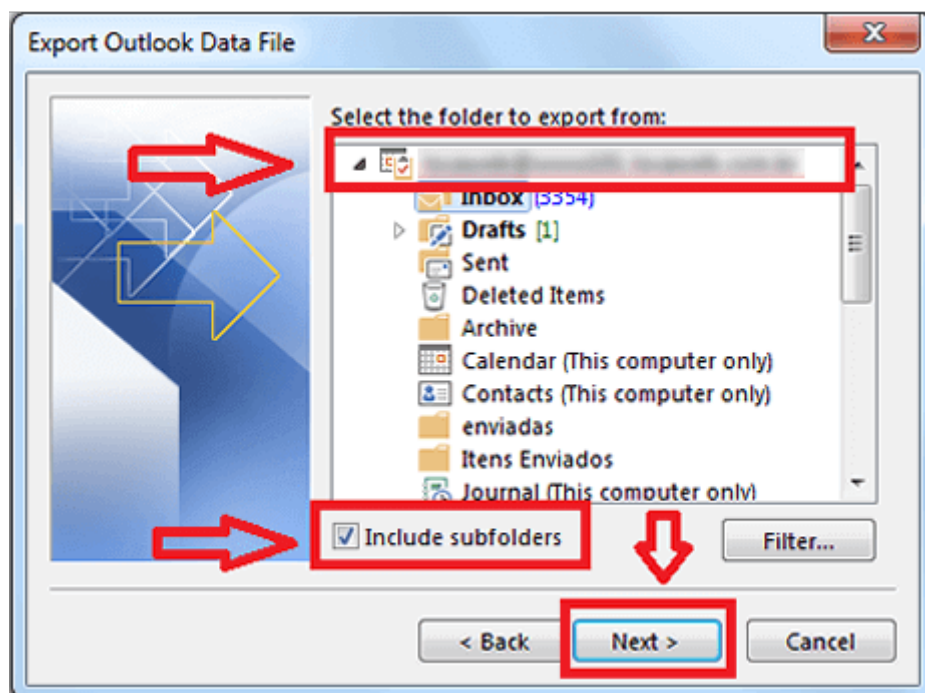 Export Outlook Data File
Select the folder to export from:
Inbox (3354)
Drafts [1]
Sent
Deleted Items
Archive
Calendar (This computer only)
Contacts (This computer only)
enviadas
Itens Enviados
Journal (This computer only)
Include subfolders
Filter...
< Back Next > Cancel